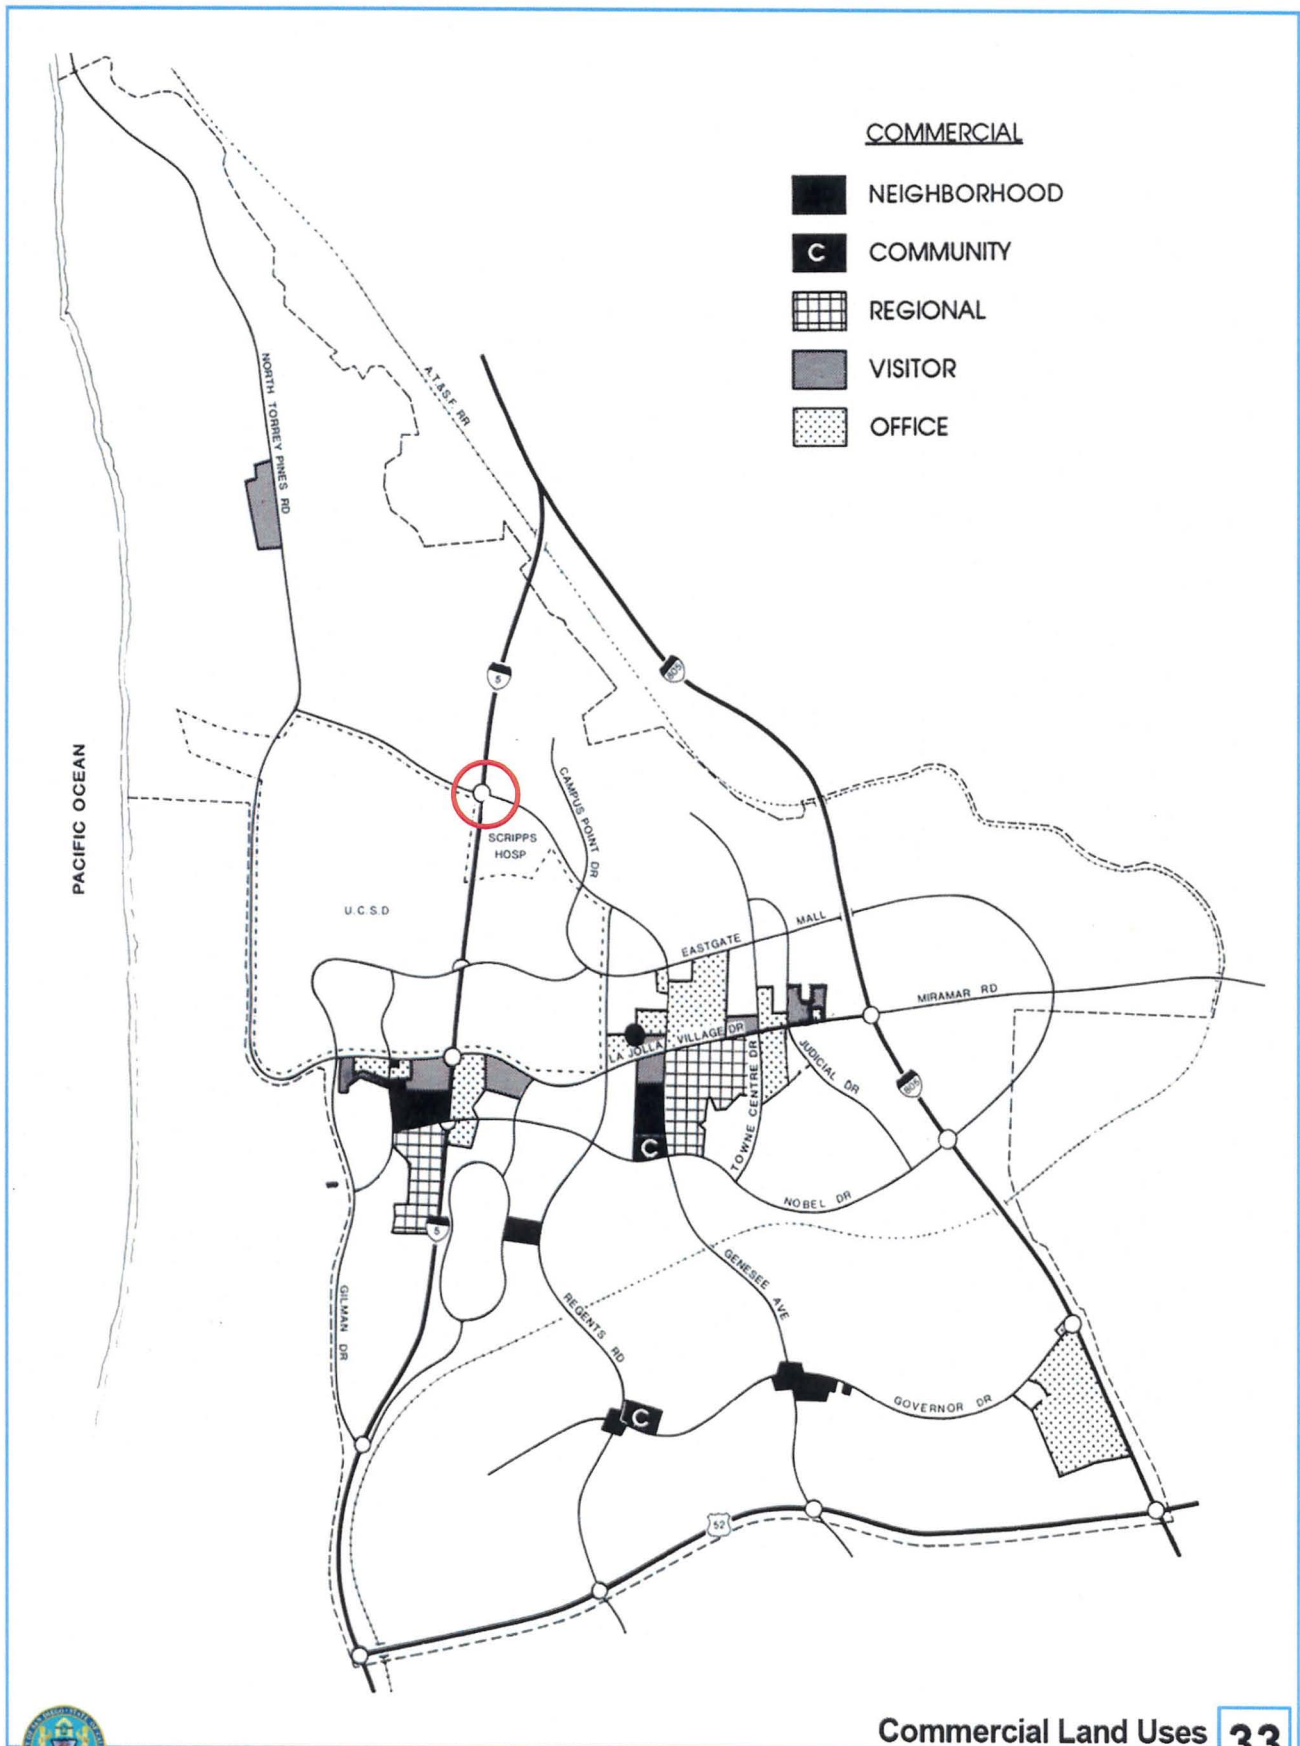 COMMERCIAL
NEIGHBORHOOD
C
COMMUNITY
REGIONAL
VISITOR
OFFICE
A.T.&S.F. RR
NORTH TORREY PINES RD
5
805
PACIFIC OCEAN
CAMPUS POINT DR
SCRIPPS
HOSP
U.C.S.D
EASTGATE MALL
MIRAMAR RD
LA JOLLA VILLAGE DR
JUDICIAL DR
TOWNE CENTRE DR
805
C
NOBEL DR
5
GENESEE AVE
GILMAN DR
REGENTS RD
GOVERNOR DR
C
52
Commercial Land Uses
33